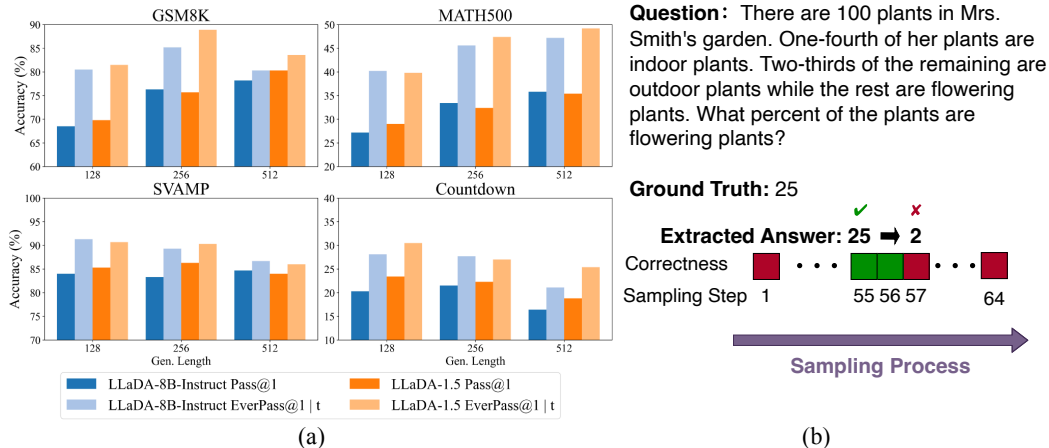 GSM8K
Accuracy (%)
90
85
80
75
70
65
60
128
256
512
MATH500
50
45
40
35
30
25
20
128
256
512
SVAMP
Accuracy (%)
100
95
90
85
80
75
70
128
256
512
Gen. Length
Countdown
40
35
30
25
20
15
10
128
256
512
Gen. Length
LLaDA-8B-Instruct Pass@1
LLaDA-8B-Instruct EverPass@1 | t
LLaDA-1.5 Pass@1
LLaDA-1.5 EverPass@1 | t
(a)
Question: There are 100 plants in Mrs.
Smith's garden. One-fourth of her plants are
indoor plants. Two-thirds of the remaining are
outdoor plants while the rest are flowering
plants. What percent of the plants are
flowering plants?
Ground Truth: 25
✓ ✗
Extracted Answer: 25 ➡ 2
Correctness
Sampling Step 1 55 56 57 64
Sampling Process
(b)